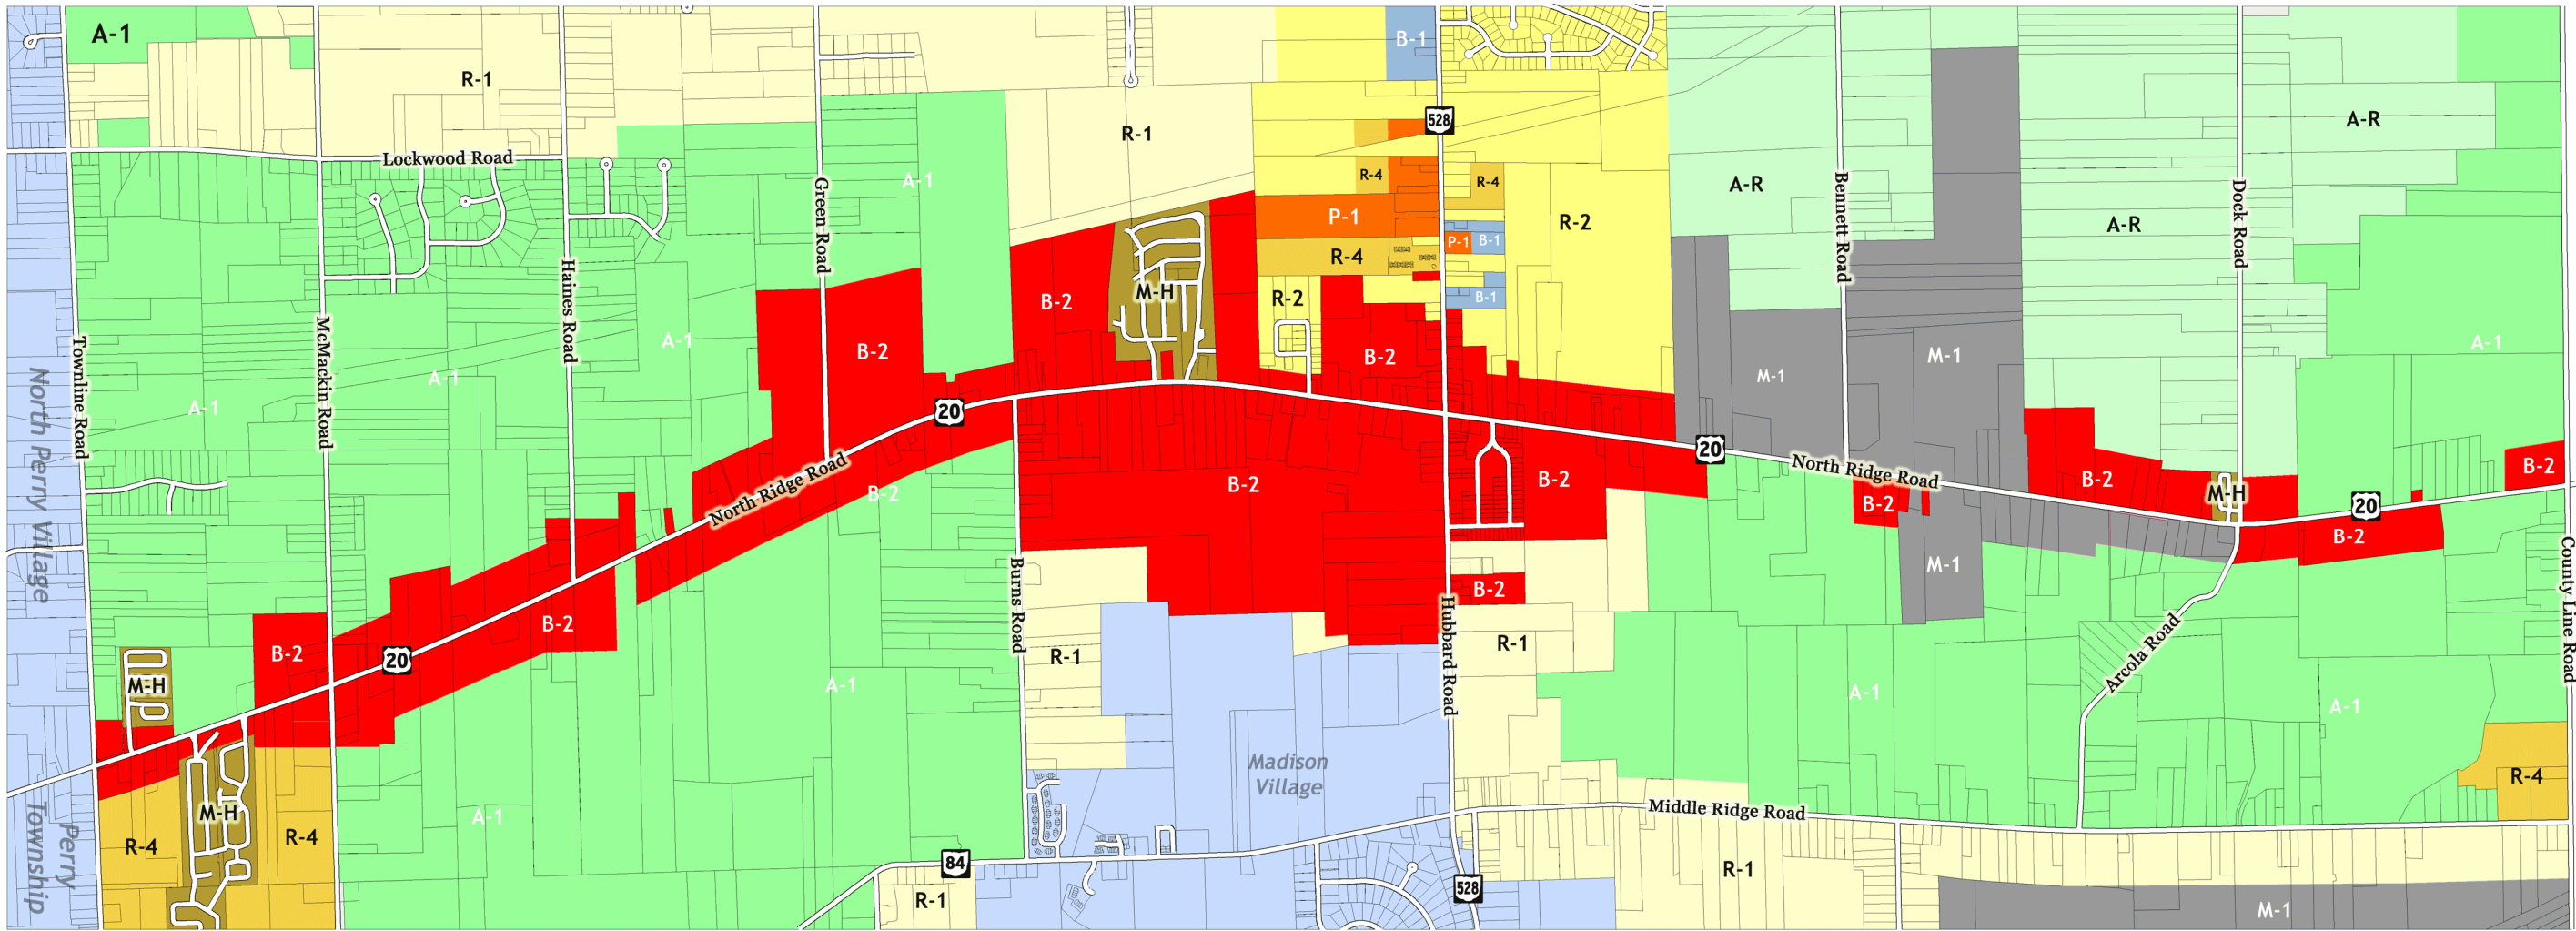 A-1
R-1
B-1
528
R-1
A-R
Lockwood Road
A-1
R-4
R-4
A-R
P-1
R-2
A-R
P-1
B-1
R-4
Green Road
Bennett Road
Dock Road
Haines Road
M-H
B-2
R-2
B-1
McMackin Road
Townline Road
A-1
B-2
B-2
M-1
A-1
A-1
M-1
A-1
20
North Perry Village
20
North Ridge Road
B-2
B-2
B-2
North Ridge Road
B-2
B-2
M-H
B-2
20
B-2
M-1
County Line Road
Burns Road
B-2
Hubbard Road
B-2
B-2
20
R-1
R-1
M-H
A-1
A-1
Arcola Road
A-1
Madison
Village
R-4
Middle Ridge Road
M-H
A-1
Perry
Township
R-4
R-4
84
R-1
528
R-1
M-1